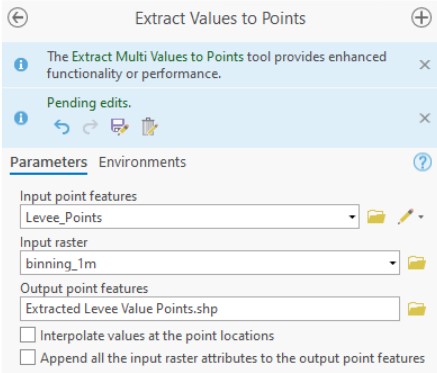 Extract Values to Points
The Extract Multi Values to Points tool provides enhanced
functionality or performance.
Pending edits.
Parameters Environments
Input point features
Levee_Points
Input raster
binning_1m
Output point features
Extracted Levee Value Points.shp
Interpolate values at the point locations
Append all the input raster attributes to the output point features